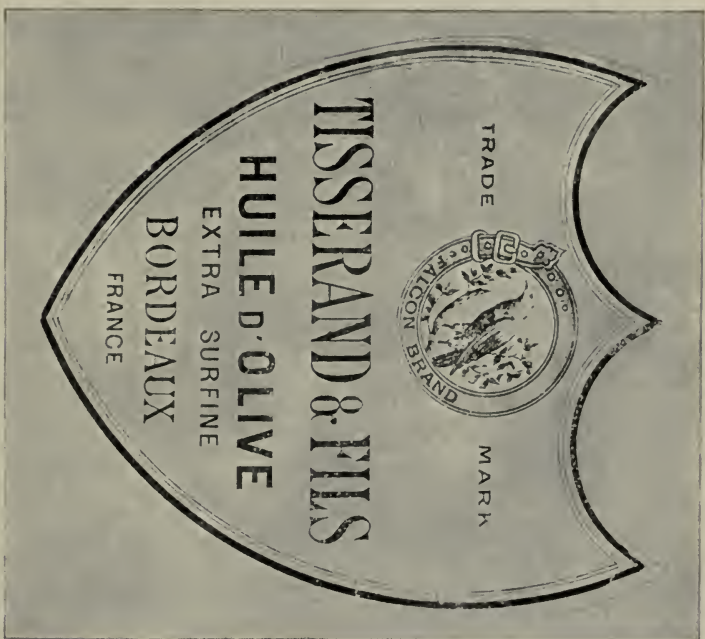 TRADE MARK
FALCON BRAND
TISSERAND & FILS
HUILE D'OLIVE
EXTRA SURFINE
BORDEAUX
FRANCE